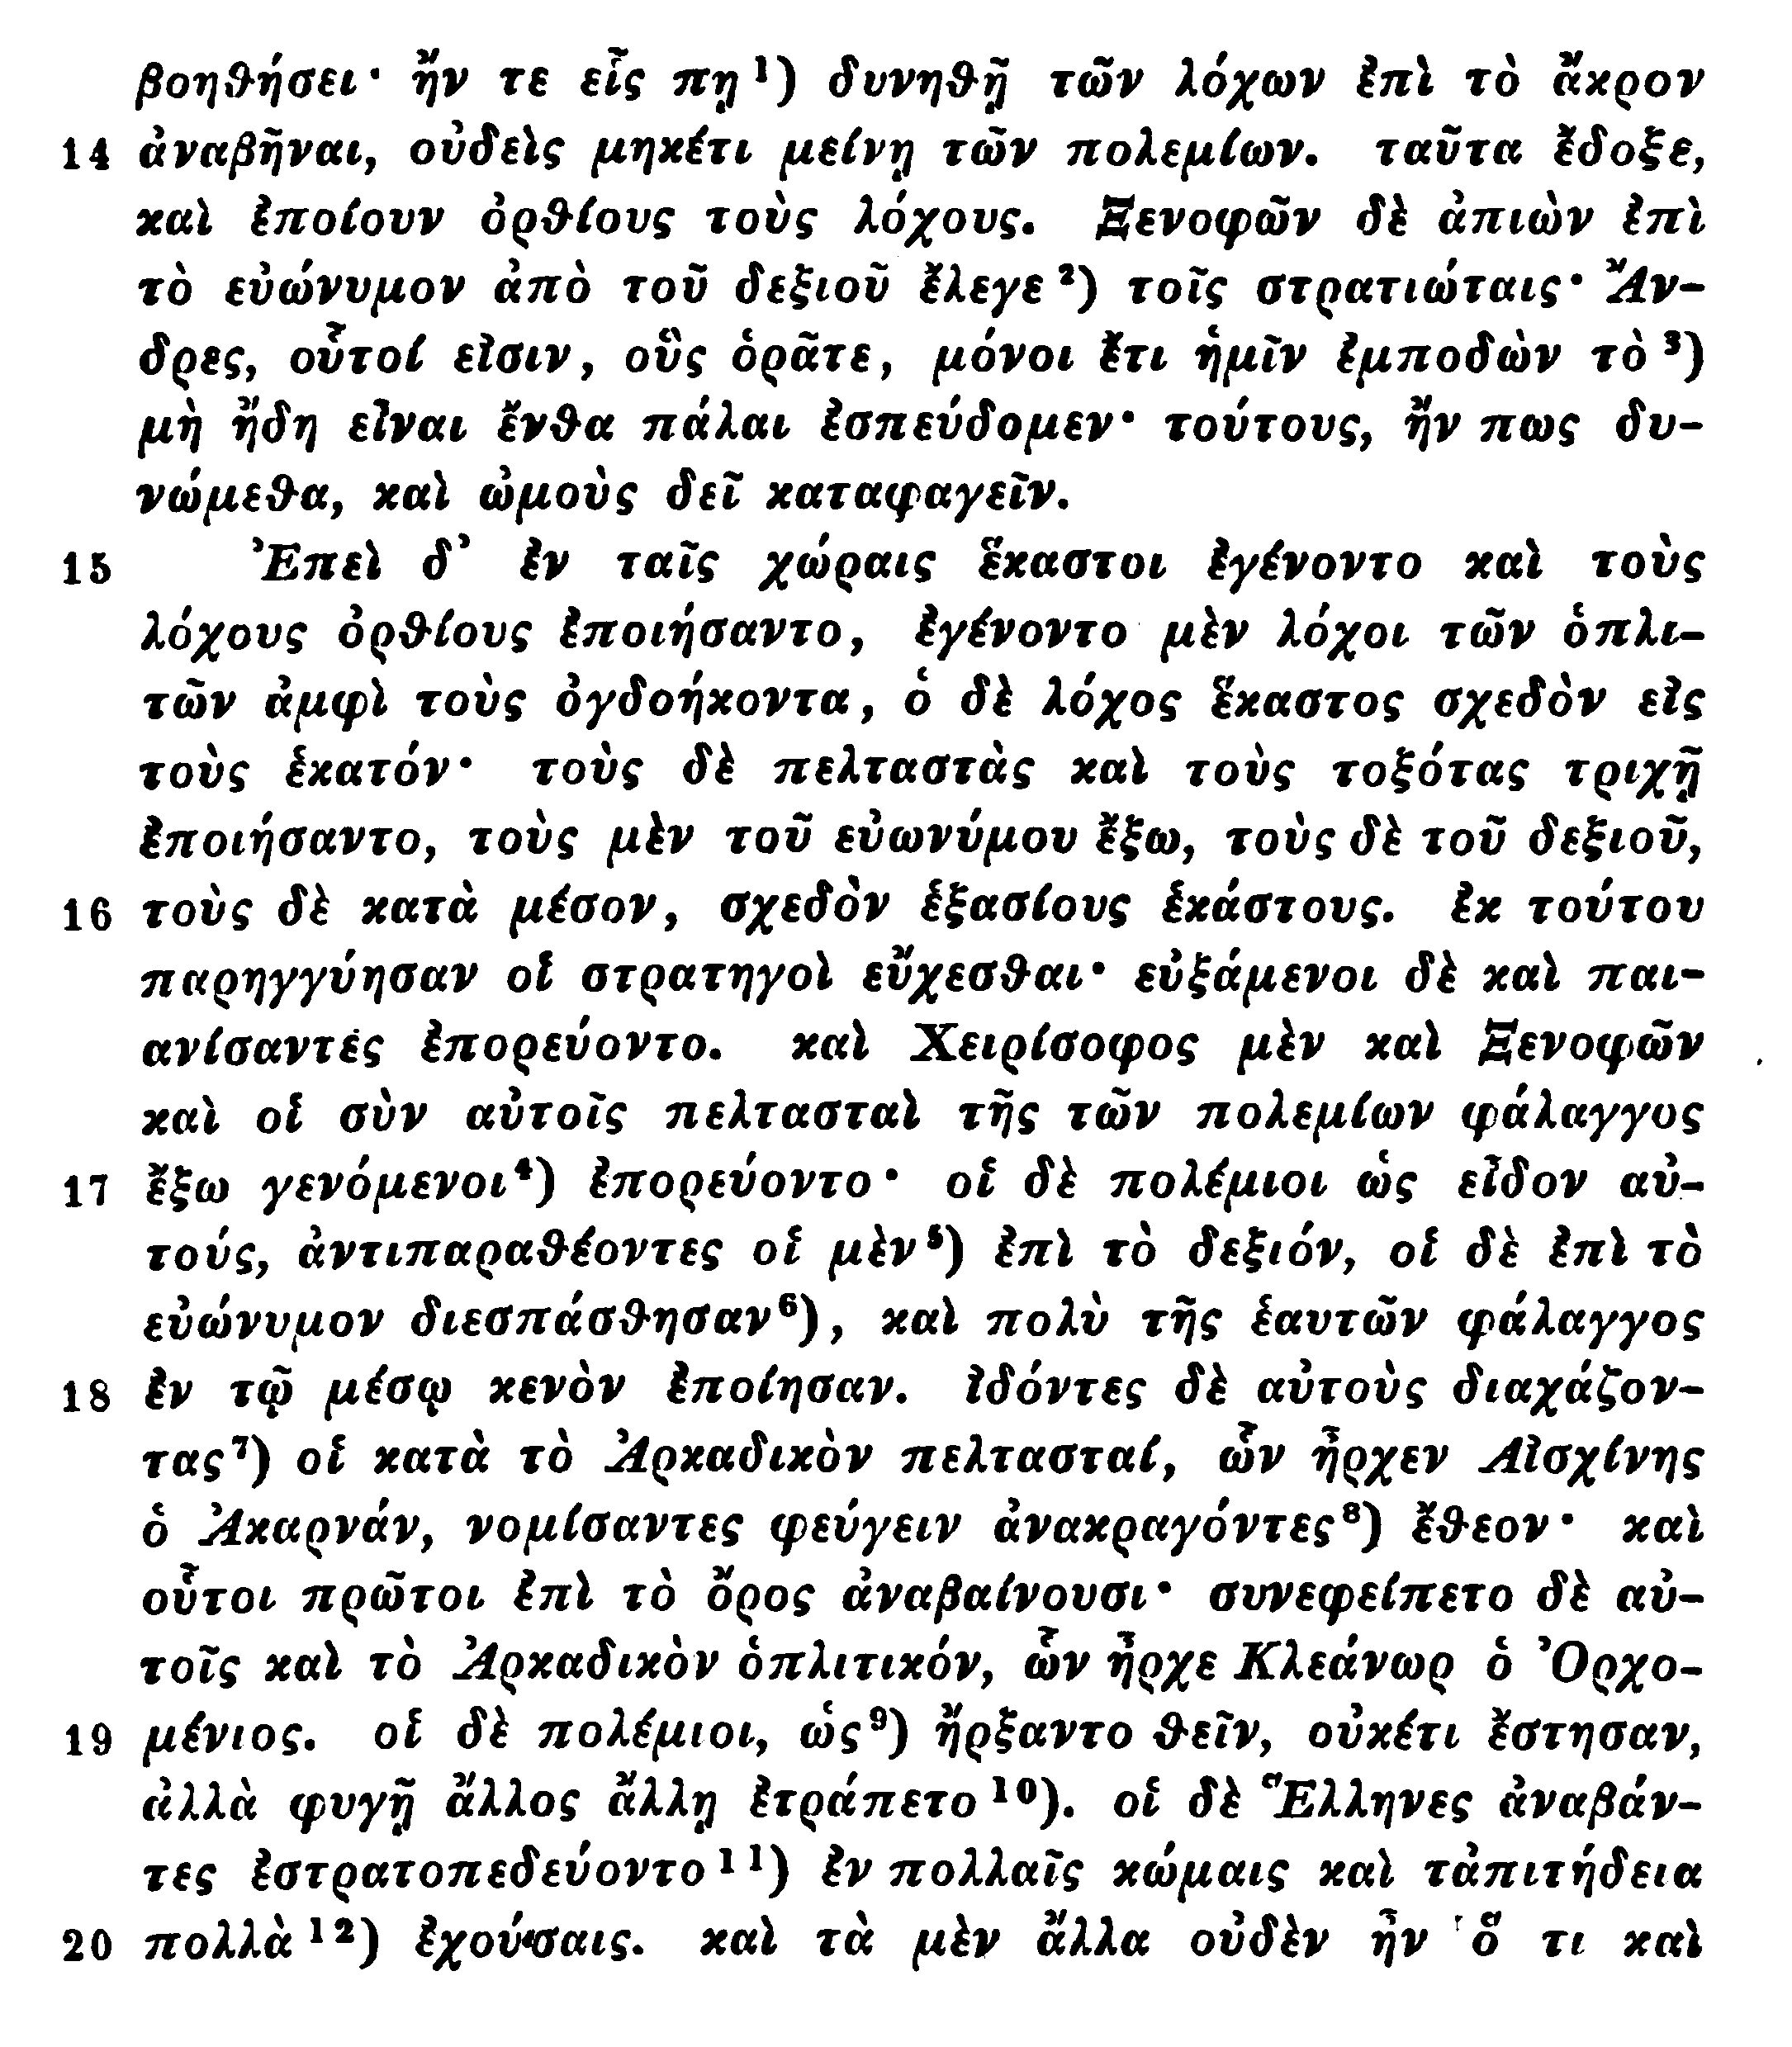 βοηθήσει· ἤν τε εἷς πῃ¹) δυνηθῇ τῶν λόχων ἐπὶ τὸ ἄκρον
14 ἀναβῆναι, οὐδεὶς μηκέτι μείνῃ τῶν πολεμίων. ταῦτα ἔδοξε,
καὶ ἐποίουν ὀρθίους τοὺς λόχους. Ξενοφῶν δὲ ἀπιὼν ἐπὶ
τὸ εὐώνυμον ἀπὸ τοῦ δεξιοῦ ἔλεγε²) τοῖς στρατιώταις· Ἄν-
δρες, οὗτοί εἰσιν, οὓς ὁρᾶτε, μόνοι ἔτι ἡμῖν ἐμποδὼν τὸ³)
μὴ ἤδη εἶναι ἔνθα πάλαι ἐσπεύδομεν· τούτους, ἤν πως δυ-
νώμεθα, καὶ ὠμοὺς δεῖ καταφαγεῖν.
15 Ἐπεὶ δ' ἐν ταῖς χώραις ἕκαστοι ἐγένοντο καὶ τοὺς
λόχους ὀρθίους ἐποιήσαντο, ἐγένοντο μὲν λόχοι τῶν ὁπλι-
τῶν ἀμφὶ τοὺς ὀγδοήκοντα, ὁ δὲ λόχος ἕκαστος σχεδὸν εἰς
τοὺς ἑκατόν· τοὺς δὲ πελταστὰς καὶ τοὺς τοξότας τριχῇ
ἐποιήσαντο, τοὺς μὲν τοῦ εὐωνύμου ἔξω, τοὺς δὲ τοῦ δεξιοῦ,
16 τοὺς δὲ κατὰ μέσον, σχεδὸν ἑξασίους ἑκάστους. ἐκ τούτου
παρηγγύησαν οἱ στρατηγοὶ εὔχεσθαι· εὐξάμενοι δὲ καὶ παι-
ανίσαντες ἐπορεύοντο. καὶ Χειρίσοφος μὲν καὶ Ξενοφῶν
καὶ οἱ σὺν αὐτοῖς πελτασταὶ τῆς τῶν πολεμίων φάλαγγος
17 ἔξω γενόμενοι⁴) ἐπορεύοντο· οἱ δὲ πολέμιοι ὡς εἶδον αὐ-
τούς, ἀντιπαραθέοντες οἱ μὲν⁵) ἐπὶ τὸ δεξιόν, οἱ δὲ ἐπὶ τὸ
εὐώνυμον διεσπάσθησαν⁶), καὶ πολὺ τῆς ἑαυτῶν φάλαγγος
18 ἐν τῷ μέσῳ κενὸν ἐποίησαν. ἰδόντες δὲ αὐτοὺς διαχάζον-
τας⁷) οἱ κατὰ τὸ Ἀρκαδικὸν πελτασταί, ὧν ἦρχεν Αἰσχίνης
ὁ Ἀκαρνάν, νομίσαντες φεύγειν ἀνακραγόντες⁸) ἔθεον· καὶ
οὗτοι πρῶτοι ἐπὶ τὸ ὄρος ἀναβαίνουσι· συνεφείπετο δὲ αὐ-
τοῖς καὶ τὸ Ἀρκαδικὸν ὁπλιτικόν, ὧν ἦρχε Κλεάνωρ ὁ Ὀρχο-
19 μένιος. οἱ δὲ πολέμιοι, ὡς⁹) ἤρξαντο θεῖν, οὐκέτι ἔστησαν,
ἀλλὰ φυγῇ ἄλλος ἄλλῃ ἐτράπετο¹⁰). οἱ δὲ Ἕλληνες ἀναβάν-
τες ἐστρατοπεδεύοντο¹¹) ἐν πολλαῖς κώμαις καὶ τἀπιτήδεια
20 πολλὰ¹²) ἐχούσαις. καὶ τὰ μὲν ἄλλα οὐδὲν ἦν ὅ τι καὶ